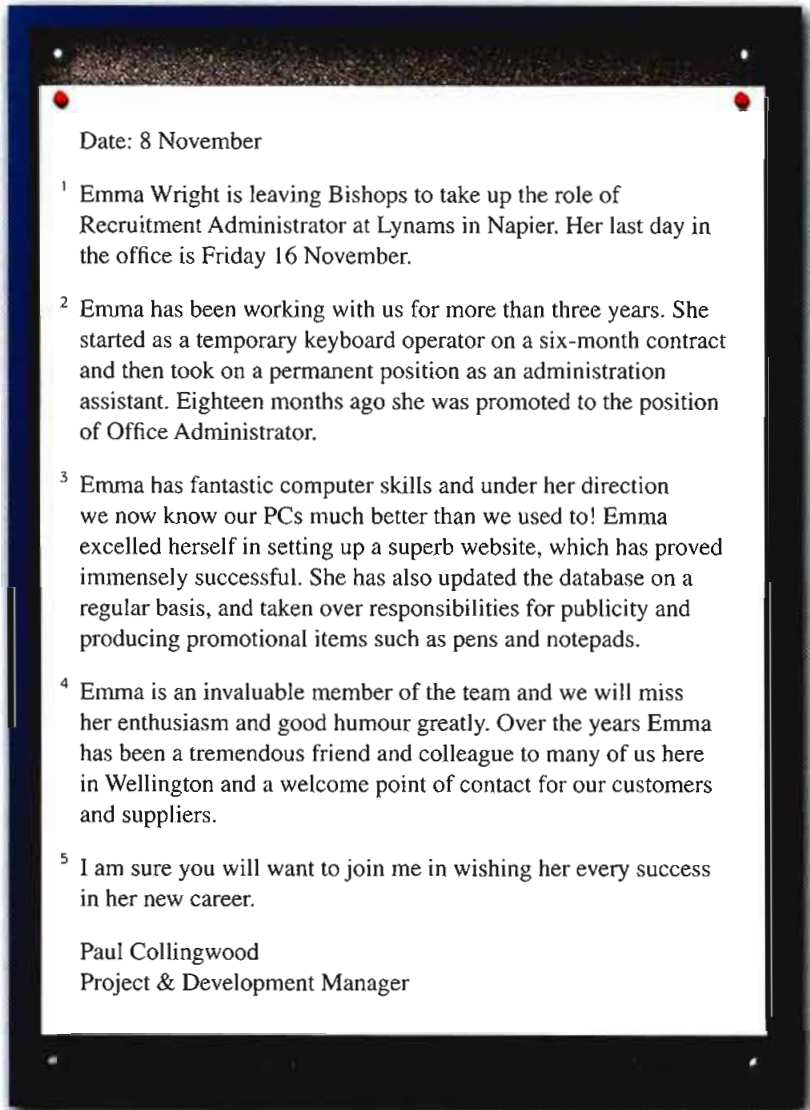 Date: 8 November
1 Emma Wright is leaving Bishops to take up the role of
Recruitment Administrator at Lynams in Napier. Her last day in
the office is Friday 16 November.
2 Emma has been working with us for more than three years. She
started as a temporary keyboard operator on a six-month contract
and then took on a permanent position as an administration
assistant. Eighteen months ago she was promoted to the position
of Office Administrator.
3 Emma has fantastic computer skills and under her direction
we now know our PCs much better than we used to! Emma
excelled herself in setting up a superb website, which has proved
immensely successful. She has also updated the database on a
regular basis, and taken over responsibilities for publicity and
producing promotional items such as pens and notepads.
4 Emma is an invaluable member of the team and we will miss
her enthusiasm and good humour greatly. Over the years Emma
has been a tremendous friend and colleague to many of us here
in Wellington and a welcome point of contact for our customers
and suppliers.
5 I am sure you will want to join me in wishing her every success
in her new career.
Paul Collingwood
Project & Development Manager